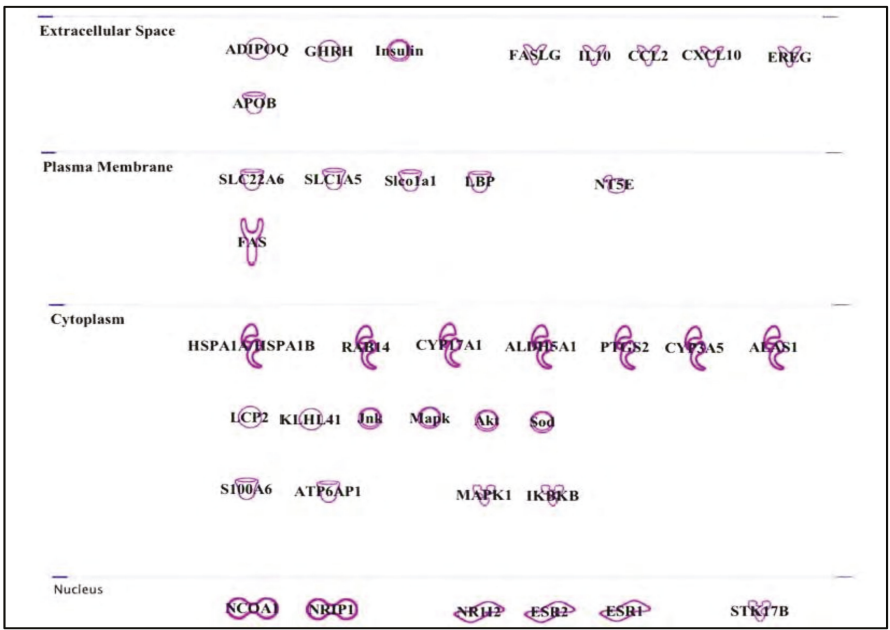 Extracellular Space
ADIPOQ GHRH Insulin FASLG IL10 CCL2 CXCL10 EREG
APOB
Plasma Membrane
SLC22A6 SLC1A5 Slco1a1 LBP NT5E
FAS
Cytoplasm
HSPA1A/HSPA1B RAB14 CYP17A1 ALDH5A1 PTGS2 CYP3A5 ALAS1
LCP2 KLHL41 Jnk Mapk Akt Sod
S100A6 ATP6AP1 MAPK1 IKBKB
Nucleus
NCOA1 NRIP1 NR1I2 ESR2 ESR1 STK17B